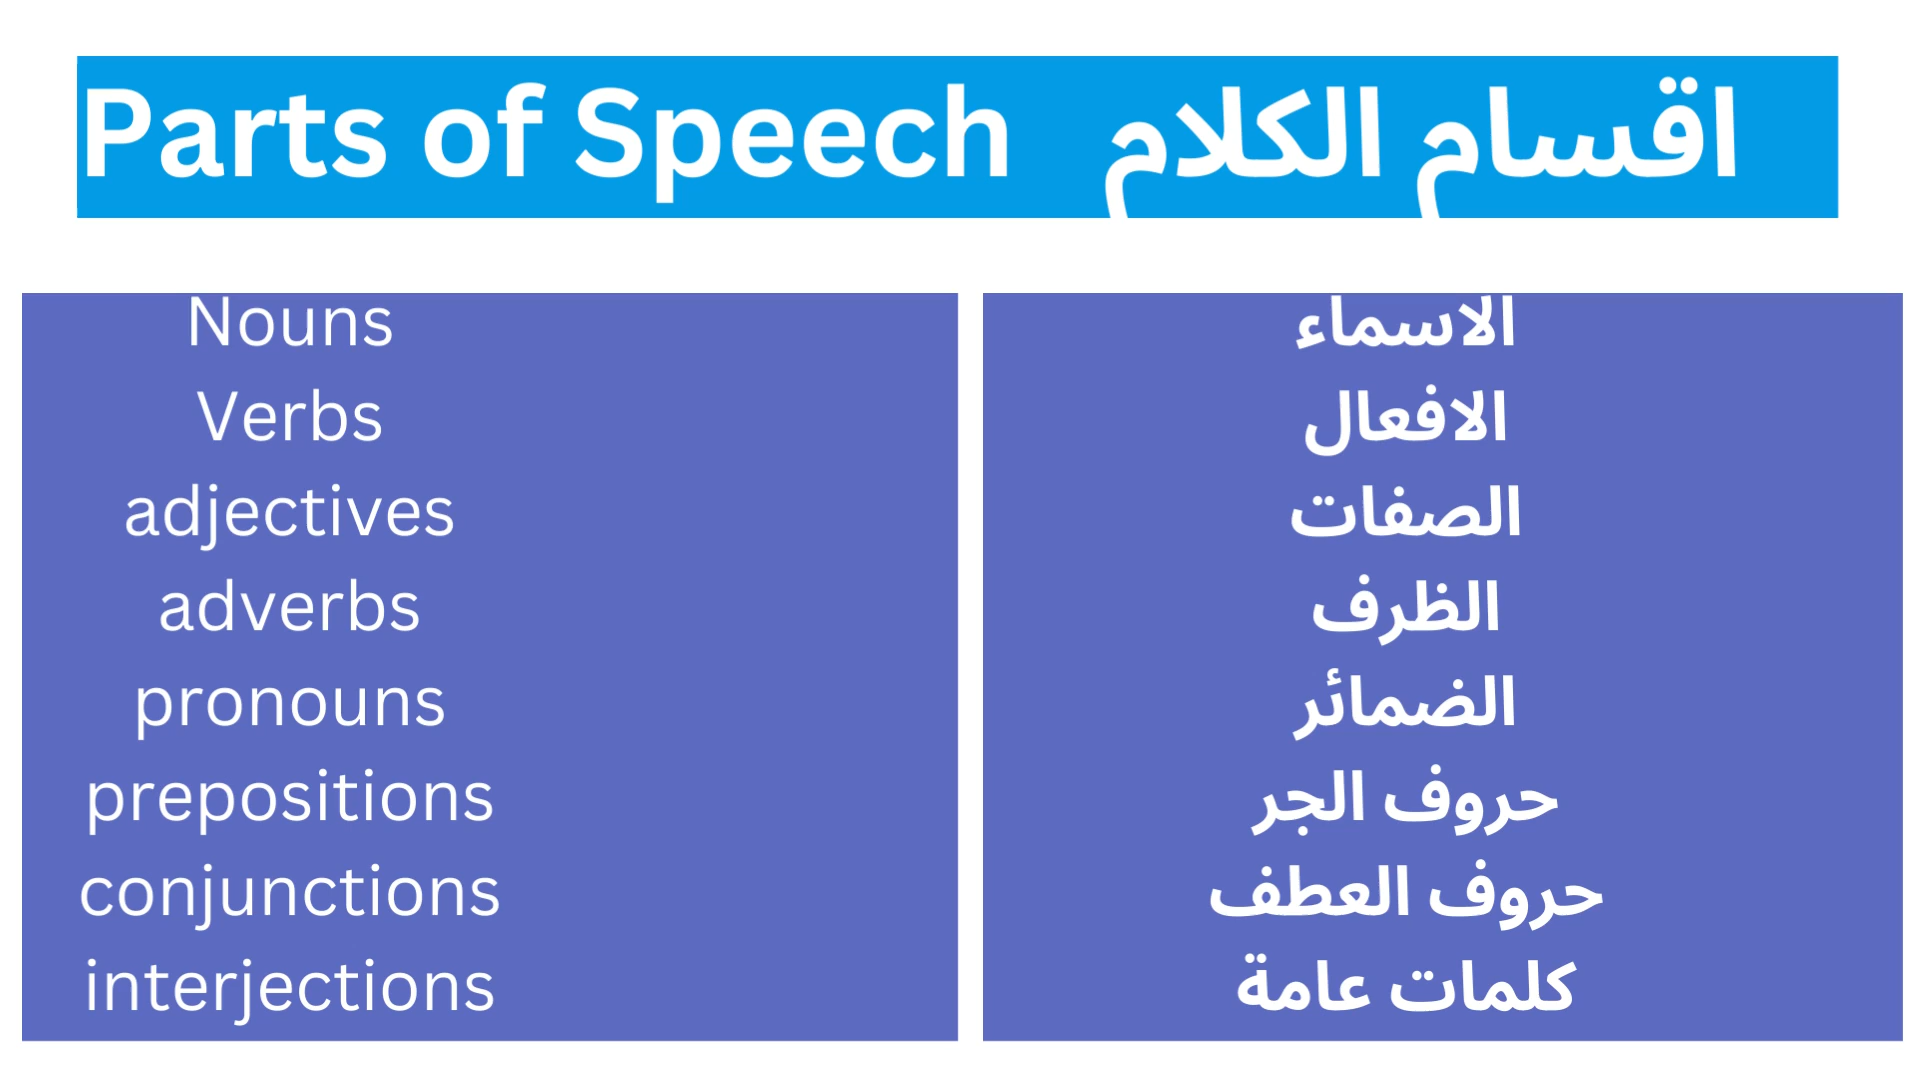 Parts of Speech اقسام الكلام
Nouns
Verbs
adjectives
adverbs
pronouns
prepositions
conjunctions
interjections
الاسماء
الافعال
الصفات
الظرف
الضمائر
حروف الجر
حروف العطف
كلمات عامة